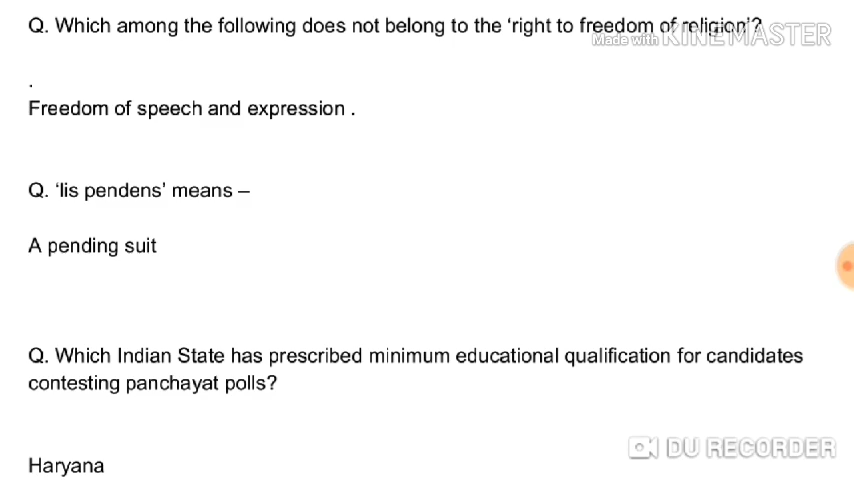 Q. Which among the following does not belong to the ‘right to freedom of religion’?
Made with KINEMASTER
.
Freedom of speech and expression .
Q. ‘lis pendens’ means –
A pending suit
Q. Which Indian State has prescribed minimum educational qualification for candidates
contesting panchayat polls?
DU RECORDER
Haryana